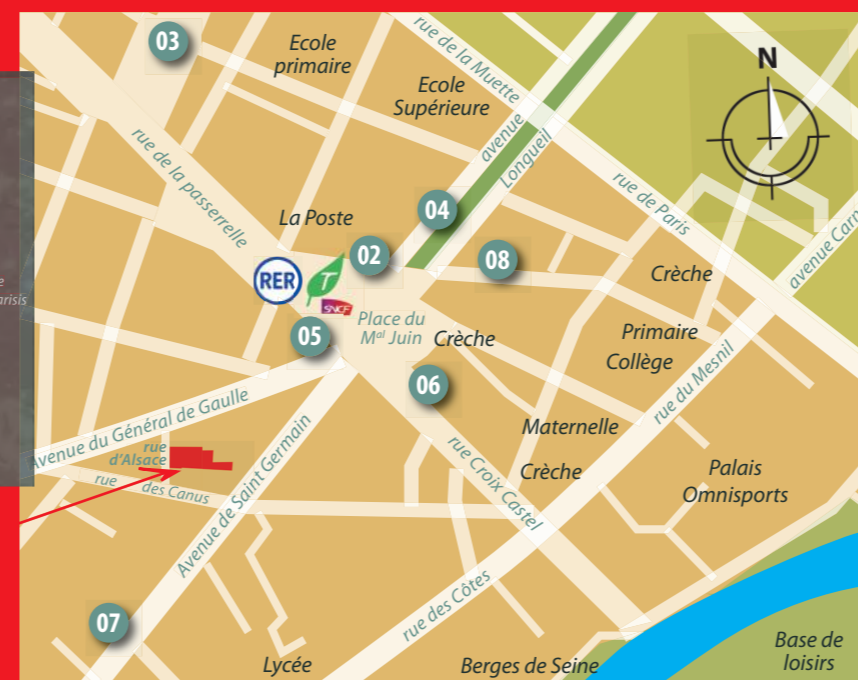 03
Ecole
primaire
rue de la Muette
N
Ecole
Supérieure
avenue
Longueil
rue de la passerrelle
04
rue de Paris
La Poste
02
08
avenue
RER
T
SNCF
Crèche
05
Place du
Mal Juin
Crèche
Primaire
Collège
06
rue du Mesnil
Avenue du Général de Gaulle
Maternelle
rue
d'Alsace
rue des Canus
Avenue de Saint Germain
rue Croix Castel
Crèche
Palais
Omnisports
rue des Côtes
07
Lycée
Berges de Seine
Base de
loisirs